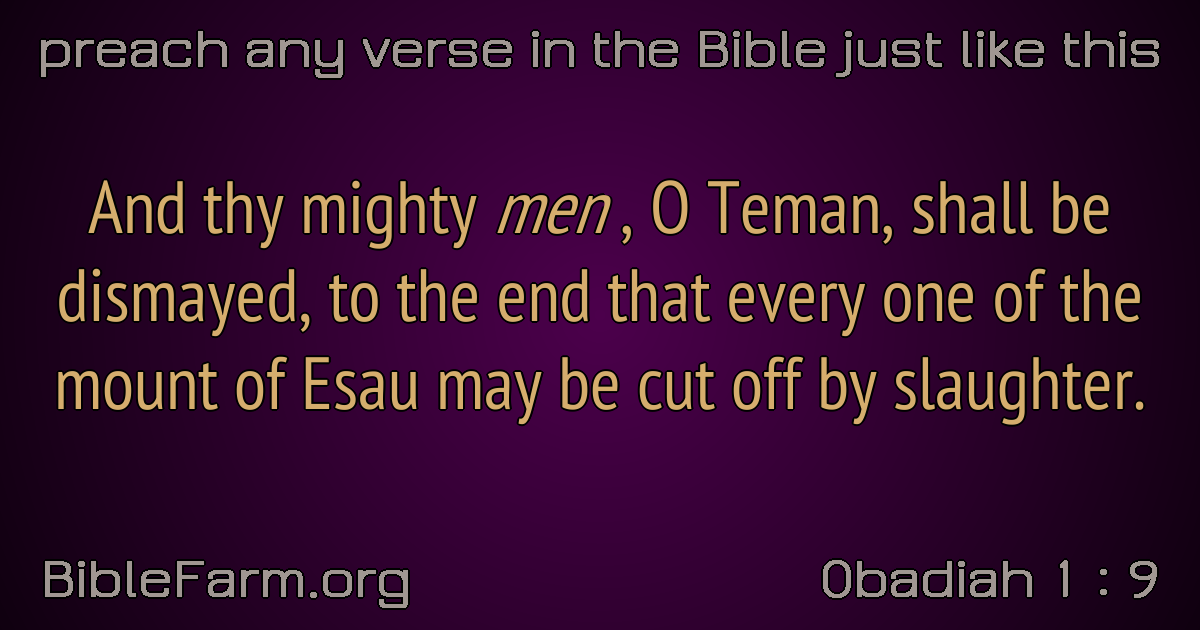 preach any verse in the Bible just like this
And thy mighty men , O Teman, shall be
dismayed, to the end that every one of the
mount of Esau may be cut off by slaughter.
BibleFarm.org
Obadiah 1 : 9